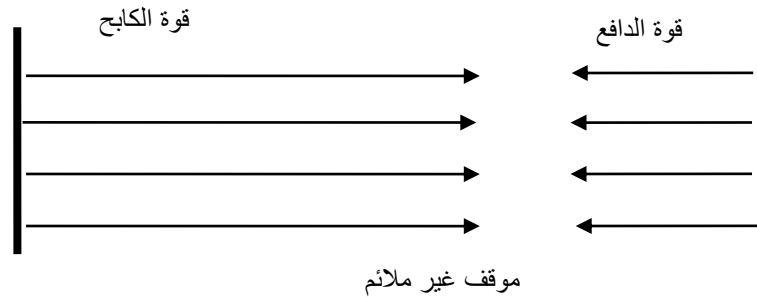 قوة الكابح
قوة الدافع
موقف غير ملائم